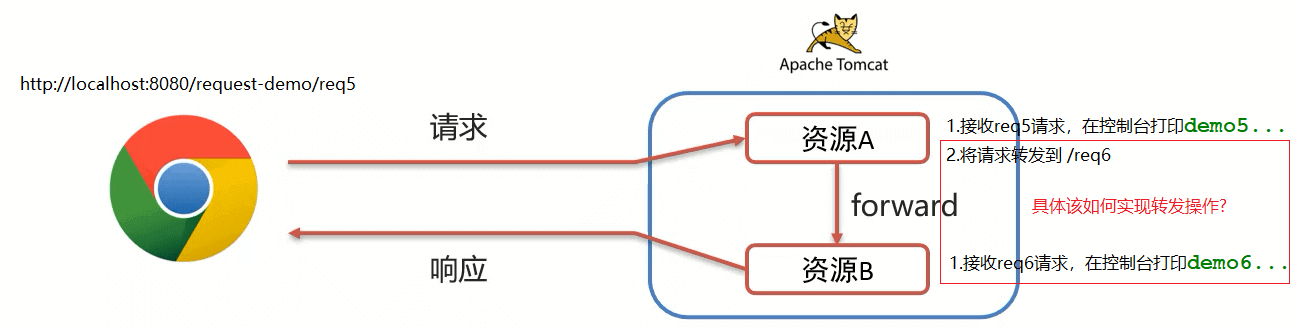 Apache Tomcat
http://localhost:8080/request-demo/req5
请求
资源A
1.接收req5请求，在控制台打印demo5...
2.将请求转发到 /req6
forward
具体该如何实现转发操作?
响应
资源B
1.接收req6请求，在控制台打印demo6...